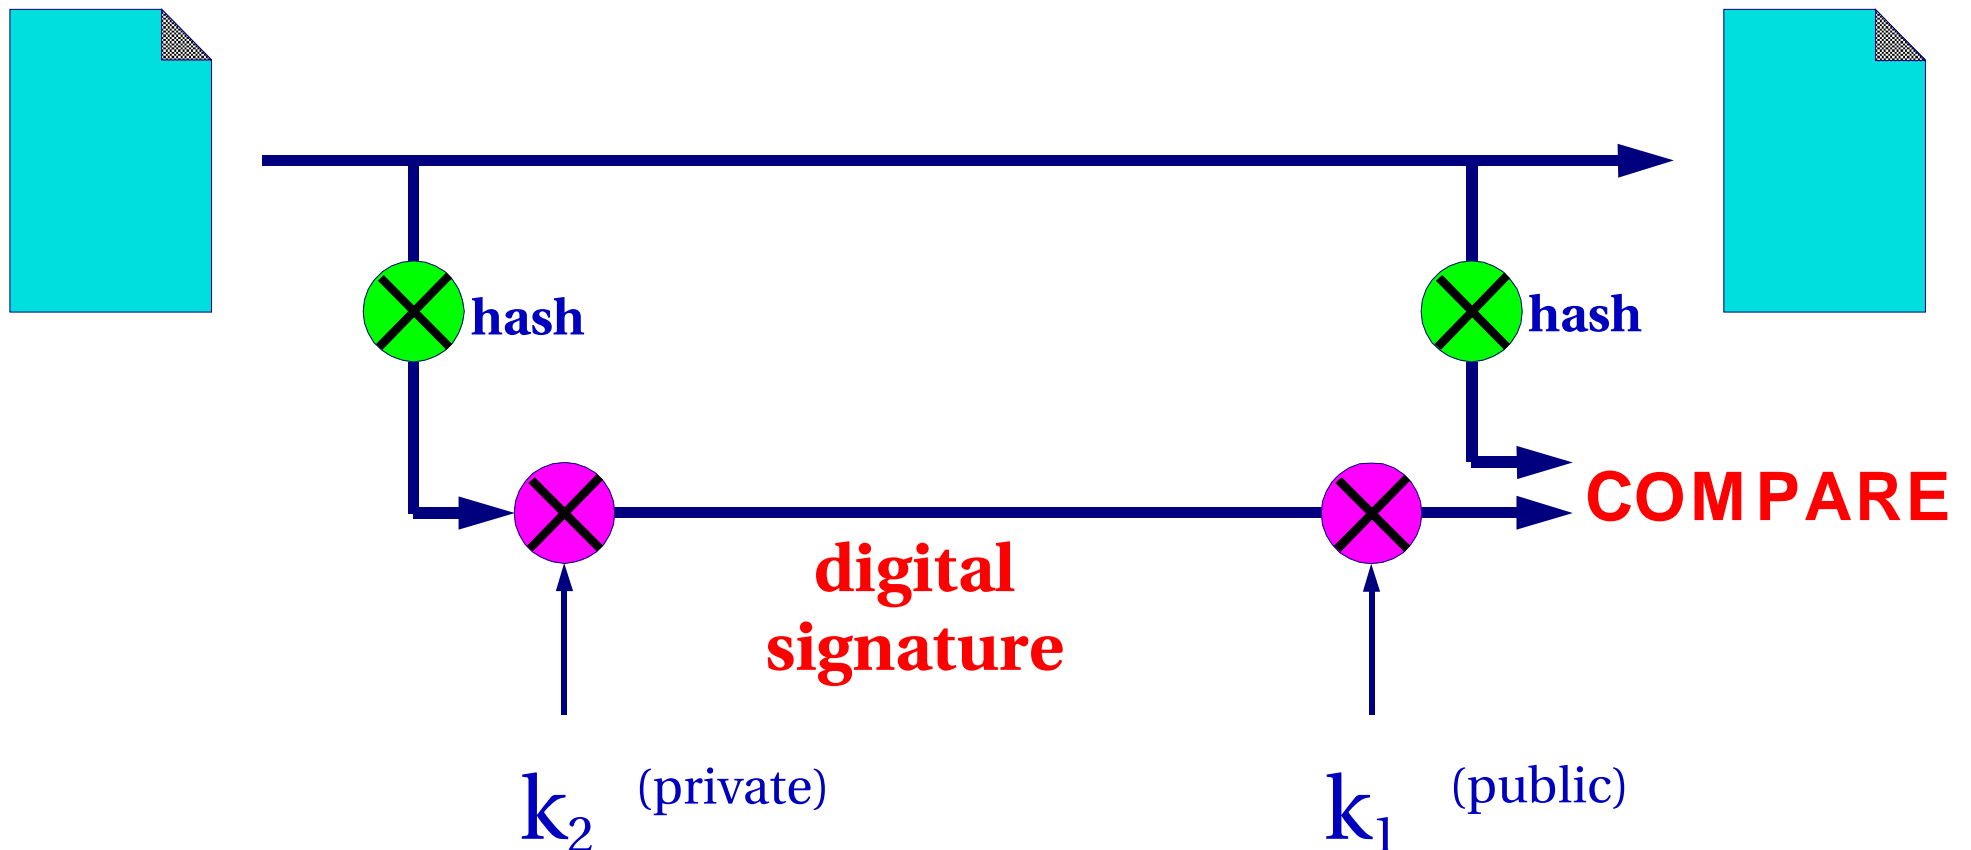 hash
hash
COMPARE
digital
signature
k2 (private)
k1 (public)